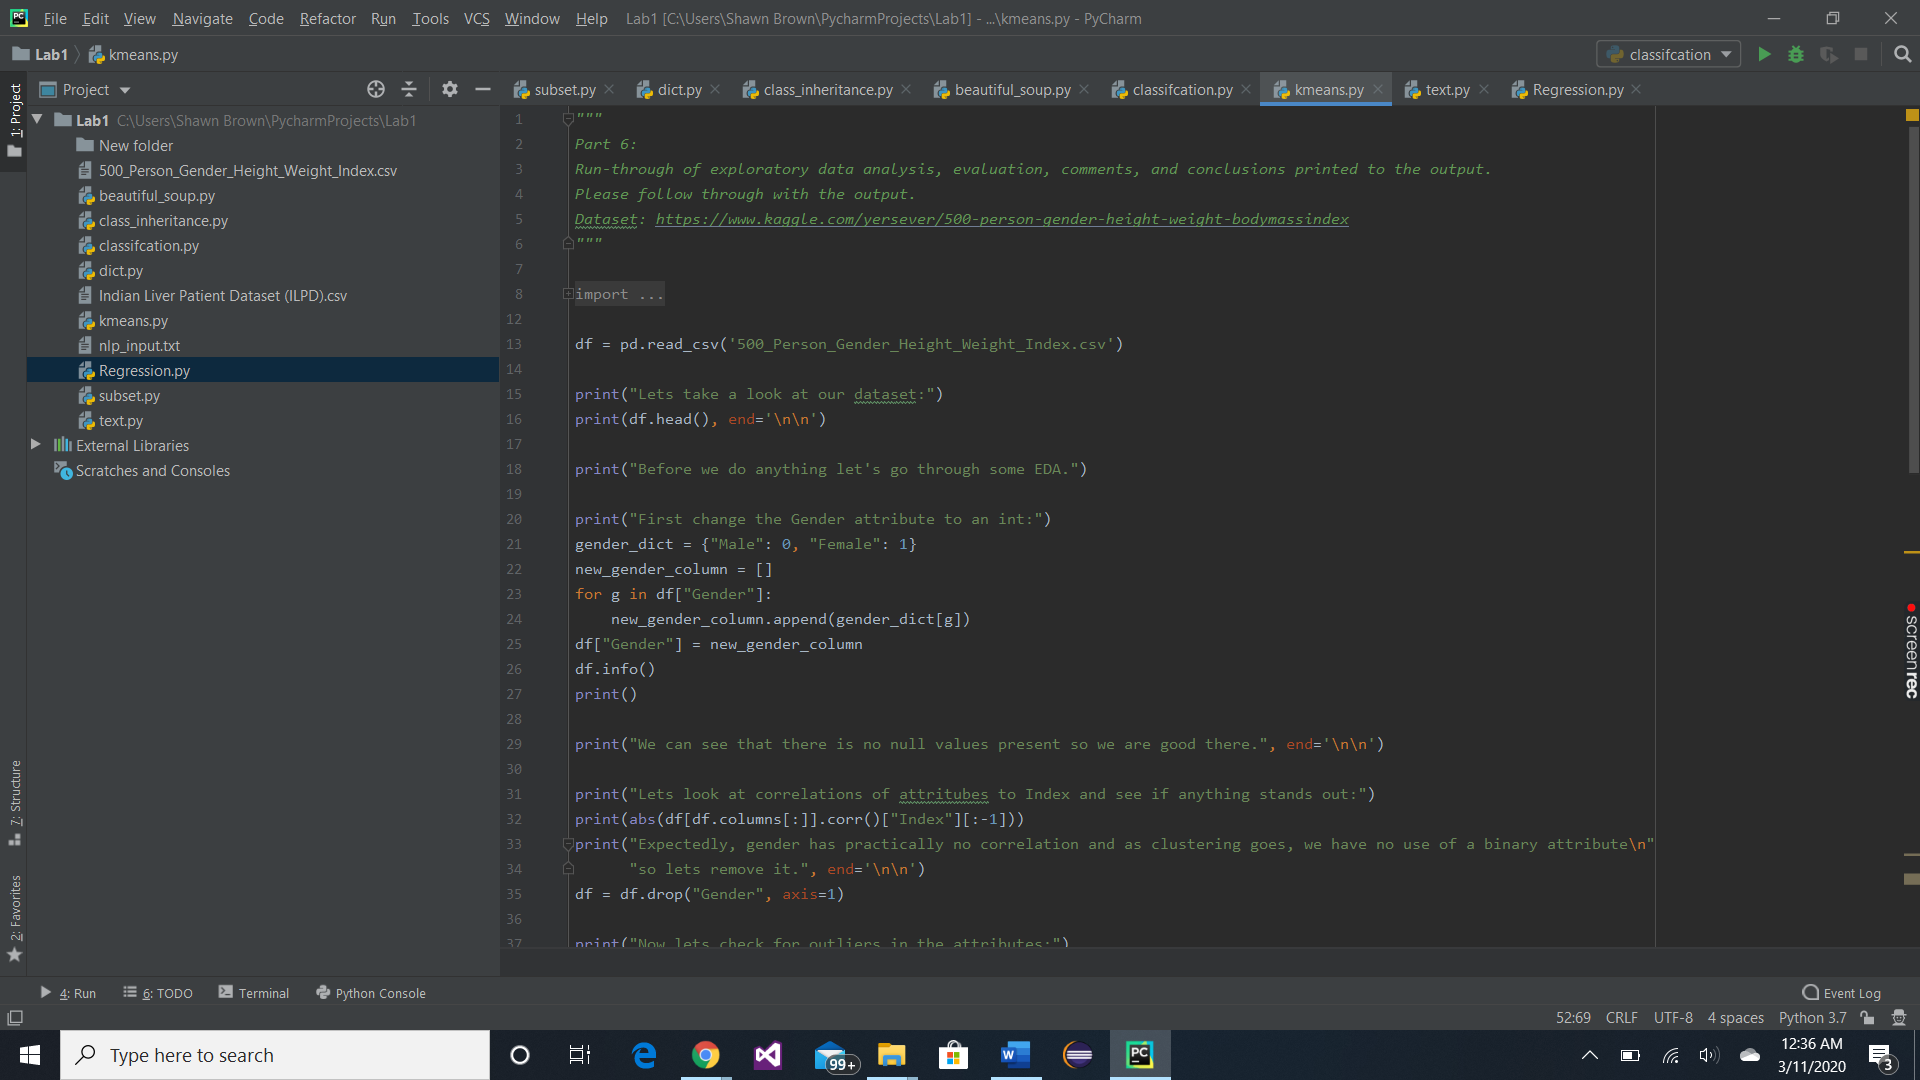 File Edit View Navigate Code Refactor Run Tools VCS Window Help Lab1 [C:\Users\Shawn Brown\PycharmProjects\Lab1] - ...\kmeans.py - PyCharm
Lab1 kmeans.py classifcation
Project
subset.py dict.py class_inheritance.py beautiful_soup.py classifcation.py kmeans.py text.py Regression.py
1: Project
Lab1 C:\Users\Shawn Brown\PycharmProjects\Lab1
New folder
500_Person_Gender_Height_Weight_Index.csv
beautiful_soup.py
class_inheritance.py
classifcation.py
dict.py
Indian Liver Patient Dataset (ILPD).csv
kmeans.py
nlp_input.txt
Regression.py
subset.py
text.py
External Libraries
Scratches and Consoles
7: Structure
2: Favorites
1 """
2 Part 6:
3 Run-through of exploratory data analysis, evaluation, comments, and conclusions printed to the output.
4 Please follow through with the output.
5 Dataset: https://www.kaggle.com/yersever/500-person-gender-height-weight-bodymassindex
6 """
7
8 import ...
12
13 df = pd.read_csv('500_Person_Gender_Height_Weight_Index.csv')
14
15 print("Lets take a look at our dataset:")
16 print(df.head(), end='\n\n')
17
18 print("Before we do anything let's go through some EDA.")
19
20 print("First change the Gender attribute to an int:")
21 gender_dict = {"Male": 0, "Female": 1}
22 new_gender_column = []
23 for g in df["Gender"]:
24 new_gender_column.append(gender_dict[g])
25 df["Gender"] = new_gender_column
26 df.info()
27 print()
28
29 print("We can see that there is no null values present so we are good there.", end='\n\n')
30
31 print("Lets look at correlations of attritubes to Index and see if anything stands out:")
32 print(abs(df[df.columns[:]].corr()["Index"][:-1]))
33 print("Expectedly, gender has practically no correlation and as clustering goes, we have no use of a binary attribute\n"
34 "so lets remove it.", end='\n\n')
35 df = df.drop("Gender", axis=1)
36
37 print("Now lets check for outliers in the attributes:")
screenrec
4: Run 6: TODO Terminal Python Console Event Log
52:69 CRLF UTF-8 4 spaces Python 3.7
Type here to search
99+
PC
12:36 AM
3/11/2020
3